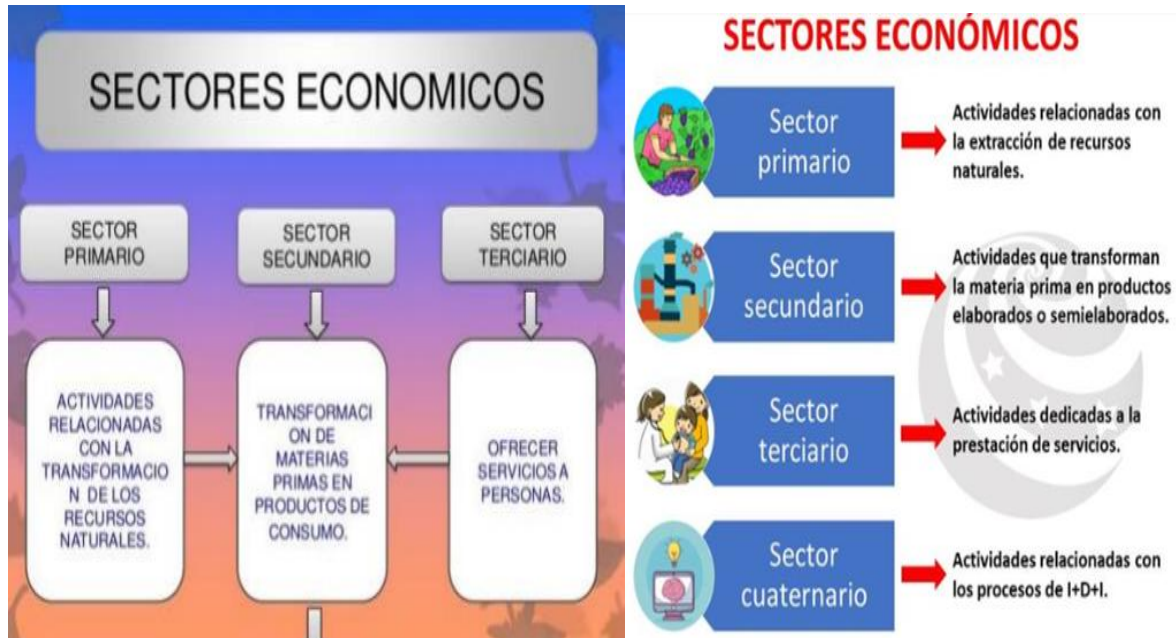 SECTORES ECONOMICOS
SECTOR
PRIMARIO
SECTOR
SECUNDARIO
SECTOR
TERCIARIO
ACTIVIDADES
RELACIONADAS
CON LA
TRANSFORMACIO
N DE LOS
RECURSOS
NATURALES.
TRANSFORMACI
ON DE
MATERIAS
PRIMAS EN
PRODUCTOS DE
CONSUMO.
OFRECER
SERVICIOS A
PERSONAS.
SECTORES ECONÓMICOS
Sector
primario
Actividades relacionadas con
la extracción de recursos
naturales.
Sector
secundario
Actividades que transforman
la materia prima en productos
elaborados o semielaborados.
Sector
terciario
Actividades dedicadas a la
prestación de servicios.
Sector
cuaternario
Actividades relacionadas con
los procesos de I+D+I.